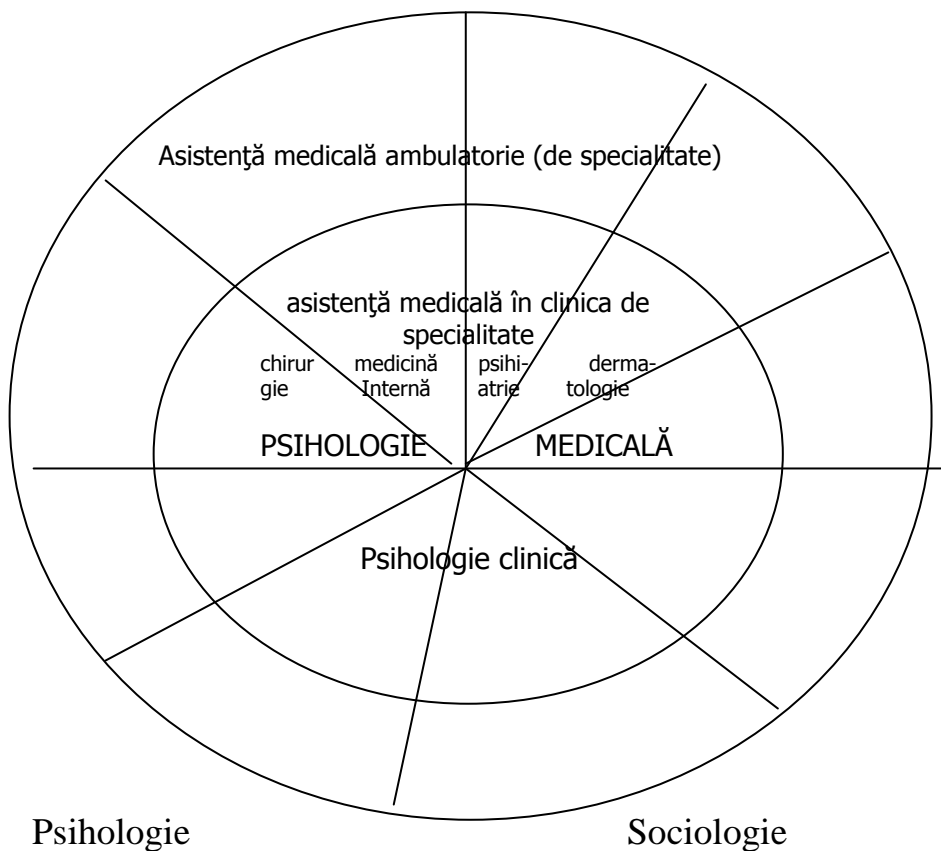 Asistenţă medicală ambulatorie (de specialitate)
asistenţă medicală în clinica de
specialitate
chirur medicină psihi- derma-
gie Internă atrie tologie
PSIHOLOGIE MEDICALĂ
Psihologie clinică
Psihologie Sociologie